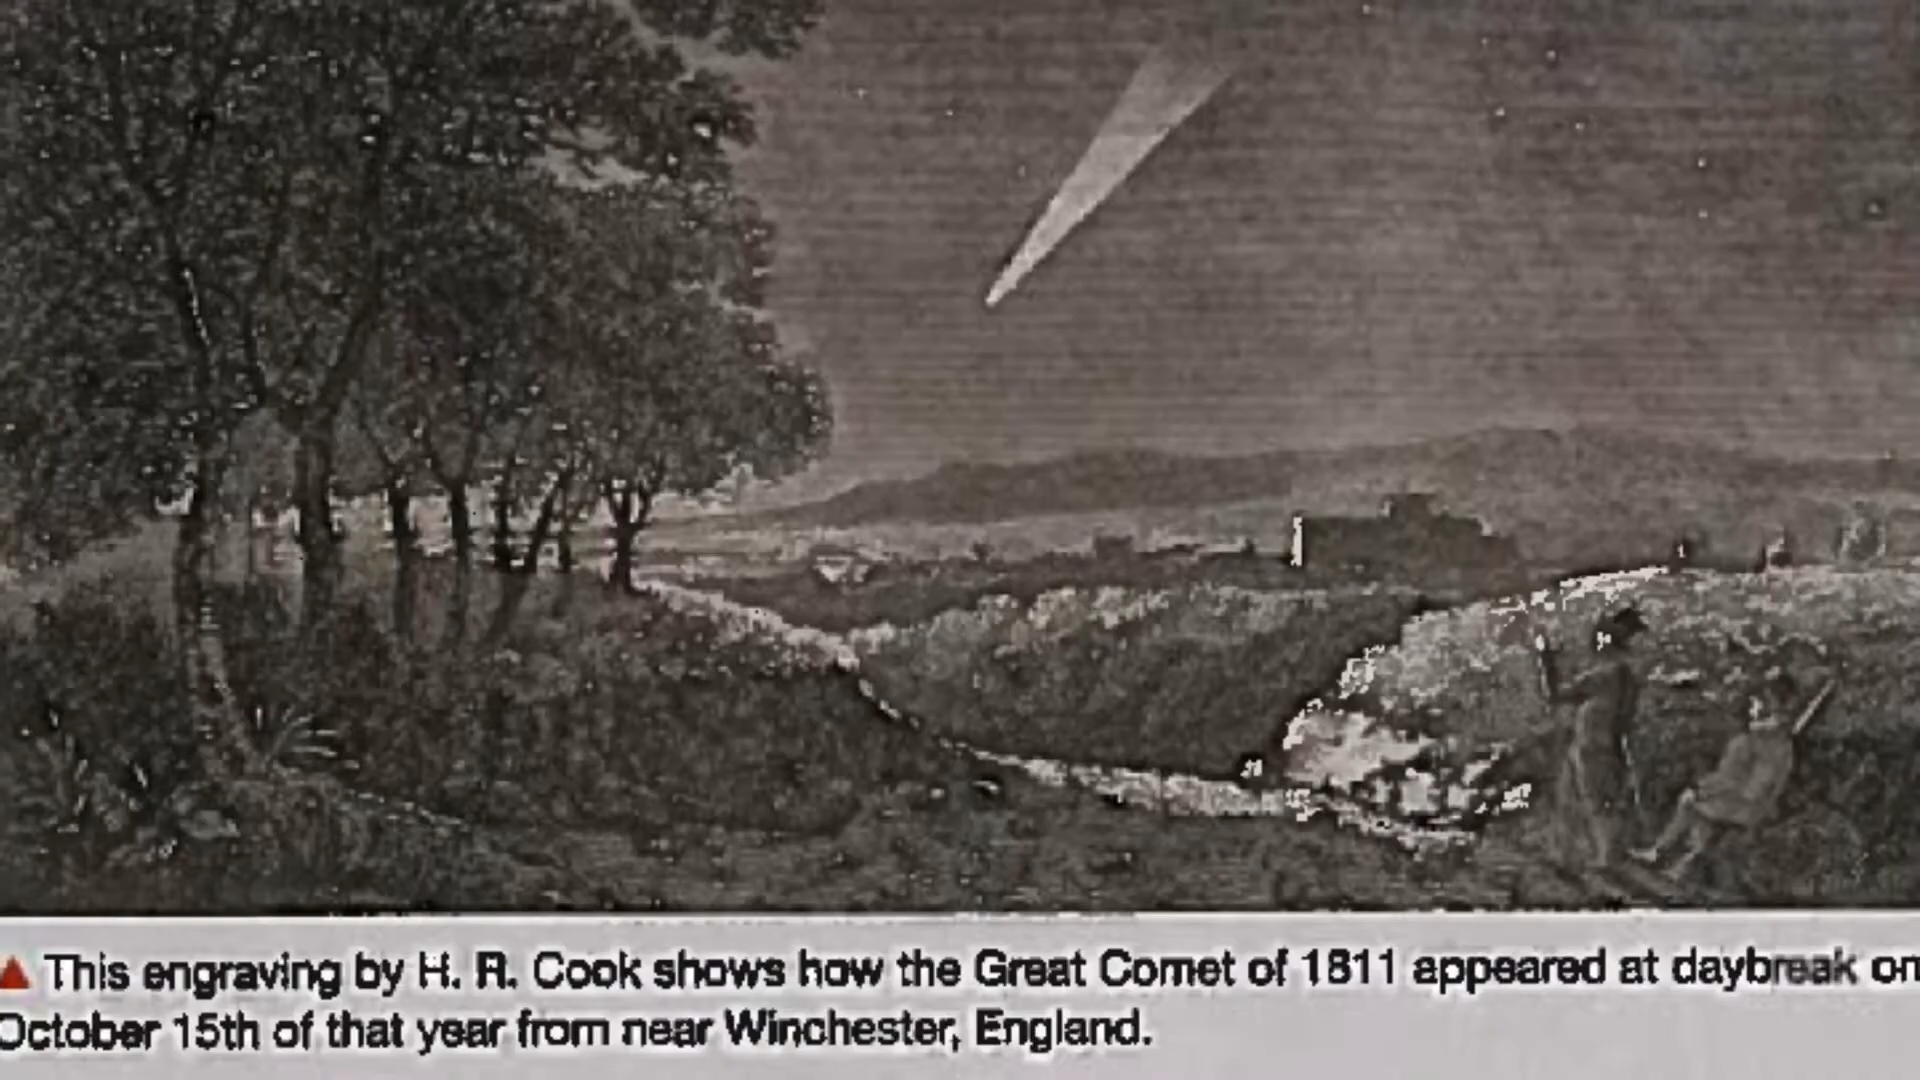 This engraving by H. R. Cook shows how the Great Comet of 1811 appeared at daybreak on
October 15th of that year from near Winchester, England.